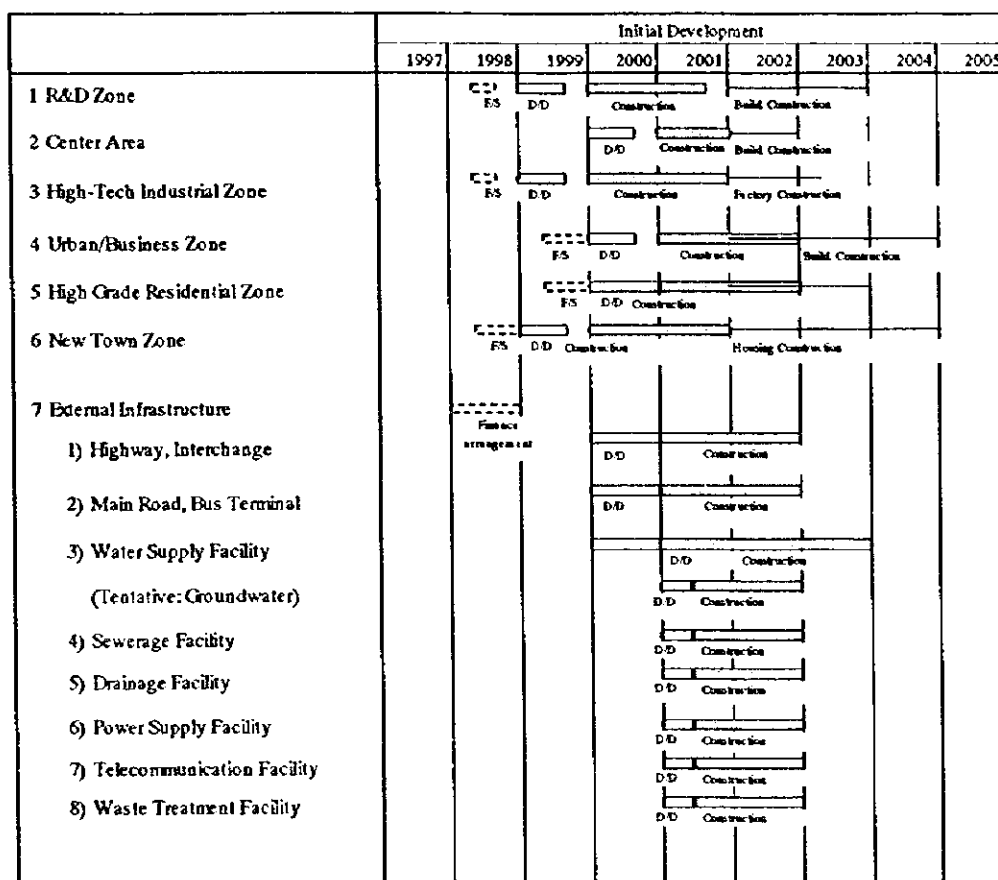 Initial Development
1997 1998 1999 2000 2001 2002 2003 2004 2005
1 R&D Zone
F/S D/D Construction Build. Construction
2 Center Area
D/D Construction Build. Construction
3 High-Tech Industrial Zone
F/S D/D Construction Factory Construction
4 Urban/Business Zone
F/S D/D Construction Build. Construction
5 High Grade Residential Zone
F/S D/D Construction
6 New Town Zone
F/S D/D Construction Housing Construction
7 External Infrastructure
Finance
arrangement
1) Highway, Interchange
D/D Construction
2) Main Road, Bus Terminal
D/D Construction
3) Water Supply Facility
D/D Construction
(Tentative: Groundwater)
D/D Construction
4) Sewerage Facility
D/D Construction
5) Drainage Facility
D/D Construction
6) Power Supply Facility
D/D Construction
7) Telecommunication Facility
D/D Construction
8) Waste Treatment Facility
D/D Construction